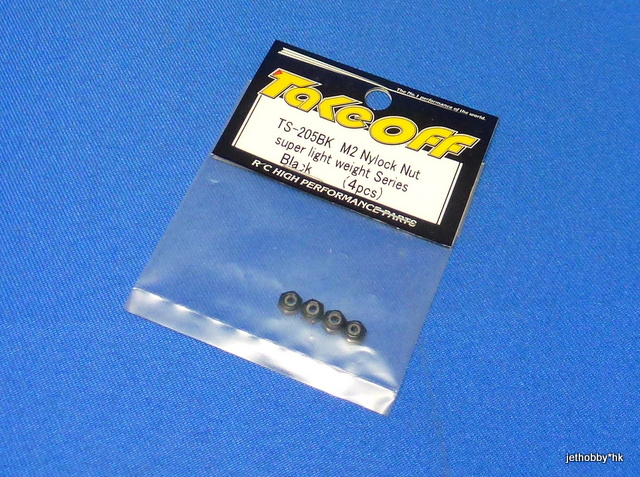 The No.1 performance of the world.
TakeOff
TS-205BK M2 Nylock Nut
super light weight Series
Black (4pcs)
R/C HIGH PERFORMANCE PARTS
jethobby*hk